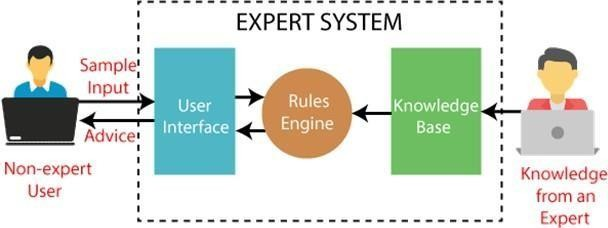 EXPERT SYSTEM
Sample
Input
Advice
Non-expert
User
User
Interface
Rules
Engine
Knowledge
Base
Knowledge
from an
Expert